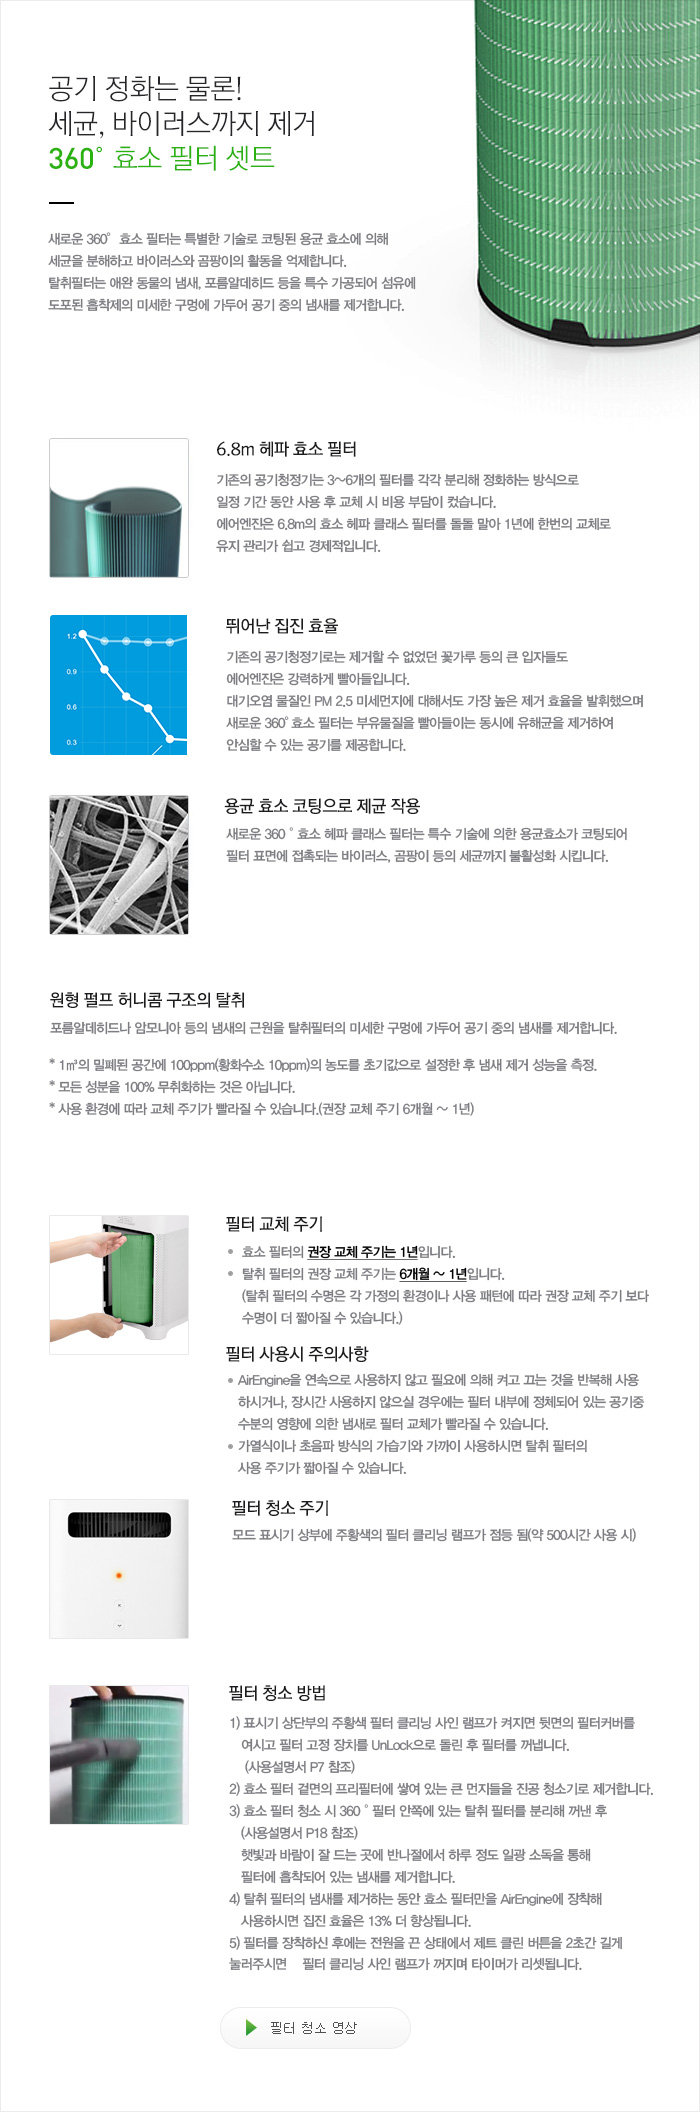 공기 정화는 물론!
세균, 바이러스까지 제거
360° 효소 필터 셋트
새로운 360° 효소 필터는 특별한 기술로 코팅된 용균 효소에 의해
세균을 분해하고 바이러스와 곰팡이의 활동을 억제합니다.
탈취필터는 애완 동물의 냄새, 포름알데히드 등을 특수 가공되어 섬유에
도포된 흡착제의 미세한 구멍에 가두어 공기 중의 냄새를 제거합니다.
6.8m 헤파 효소 필터
기존의 공기청정기는 3~6개의 필터를 각각 분리해 정화하는 방식으로
일정 기간 동안 사용 후 교체 시 비용 부담이 컸습니다.
에어엔진은 6.8m의 효소 헤파 클래스 필터를 돌돌 말아 1년에 한번의 교체로
유지 관리가 쉽고 경제적입니다.
1.2
0.9
0.6
0.3
뛰어난 집진 효율
기존의 공기청정기로는 제거할 수 없었던 꽃가루 등의 큰 입자들도
에어엔진은 강력하게 빨아들입니다.
대기오염 물질인 PM 2.5 미세먼지에 대해서도 가장 높은 제거 효율을 발휘했으며
새로운 360° 효소 필터는 부유물질을 빨아들이는 동시에 유해균을 제거하여
안심할 수 있는 공기를 제공합니다.
용균 효소 코팅으로 제균 작용
새로운 360 ° 효소 헤파 클래스 필터는 특수 기술에 의한 용균효소가 코팅되어
필터 표면에 접촉되는 바이러스, 곰팡이 등의 세균까지 불활성화 시킵니다.
원형 펄프 허니콤 구조의 탈취
포름알데히드나 암모니아 등의 냄새의 근원을 탈취필터의 미세한 구멍에 가두어 공기 중의 냄새를 제거합니다.
* 1㎥의 밀폐된 공간에 100ppm(황화수소 10ppm)의 농도를 초기값으로 설정한 후 냄새 제거 성능을 측정.
* 모든 성분을 100% 무취화하는 것은 아닙니다.
* 사용 환경에 따라 교체 주기가 빨라질 수 있습니다.(권장 교체 주기 6개월 ~ 1년)
필터 교체 주기
• 효소 필터의 권장 교체 주기는 1년입니다.
• 탈취 필터의 권장 교체 주기는 6개월 ~ 1년입니다.
(탈취 필터의 수명은 각 가정의 환경이나 사용 패턴에 따라 권장 교체 주기 보다
수명이 더 짧아질 수 있습니다.)
필터 사용시 주의사항
• AirEngine을 연속으로 사용하지 않고 필요에 의해 켜고 끄는 것을 반복해 사용
하시거나, 장시간 사용하지 않으실 경우에는 필터 내부에 정체되어 있는 공기중
수분의 영향에 의한 냄새로 필터 교체가 빨라질 수 있습니다.
• 가열식이나 초음파 방식의 가습기와 가까이 사용하시면 탈취 필터의
사용 주기가 짧아질 수 있습니다.
필터 청소 주기
모드 표시기 상부에 주황색의 필터 클리닝 램프가 점등 됨(약 500시간 사용 시)
필터 청소 방법
1) 표시기 상단부의 주황색 필터 클리닝 사인 램프가 켜지면 뒷면의 필터커버를
여시고 필터 고정 장치를 UnLock으로 돌린 후 필터를 꺼냅니다.
(사용설명서 P7 참조)
2) 효소 필터 겉면의 프리필터에 쌓여 있는 큰 먼지들을 진공 청소기로 제거합니다.
3) 효소 필터 청소 시 360 ° 필터 안쪽에 있는 탈취 필터를 분리해 꺼낸 후
(사용설명서 P18 참조)
햇빛과 바람이 잘 드는 곳에 반나절에서 하루 정도 일광 소독을 통해
필터에 흡착되어 있는 냄새를 제거합니다.
4) 탈취 필터의 냄새를 제거하는 동안 효소 필터만을 AirEngine에 장착해
사용하시면 집진 효율은 13% 더 향상됩니다.
5) 필터를 장착하신 후에는 전원을 끈 상태에서 제트 클린 버튼을 2초간 길게
눌러주시면 필터 클리닝 사인 램프가 꺼지며 타이머가 리셋됩니다.
필터 청소 영상